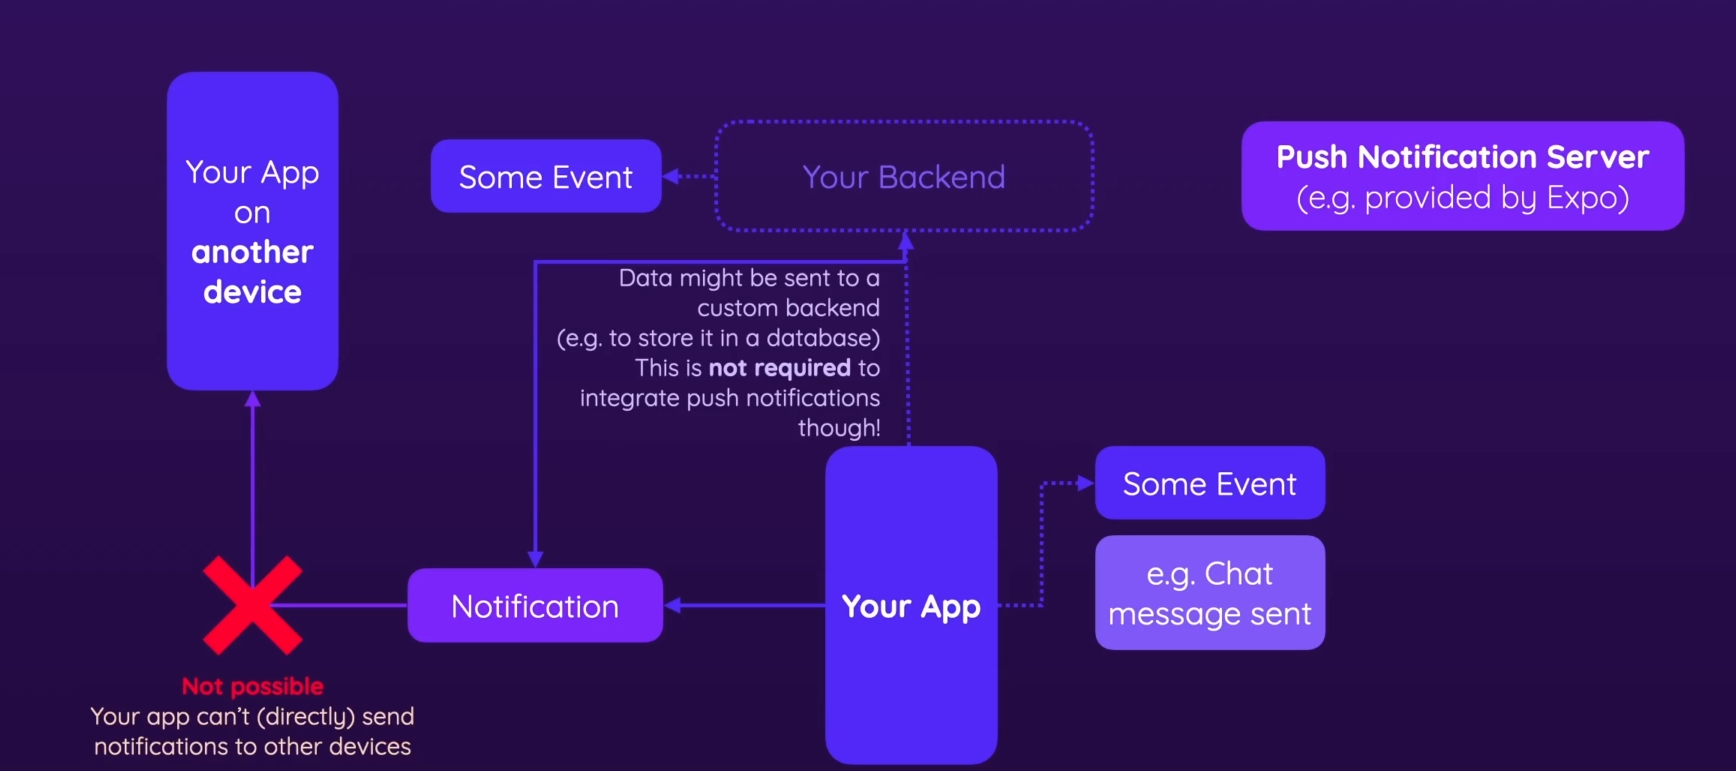 Your App
on
another
device
Some Event
Your Backend
Push Notification Server
(e.g. provided by Expo)
Data might be sent to a
custom backend
(e.g. to store it in a database)
This is not required to
integrate push notifications
though!
Some Event
e.g. Chat
message sent
Notification
Your App
Not possible
Your app can't (directly) send
notifications to other devices